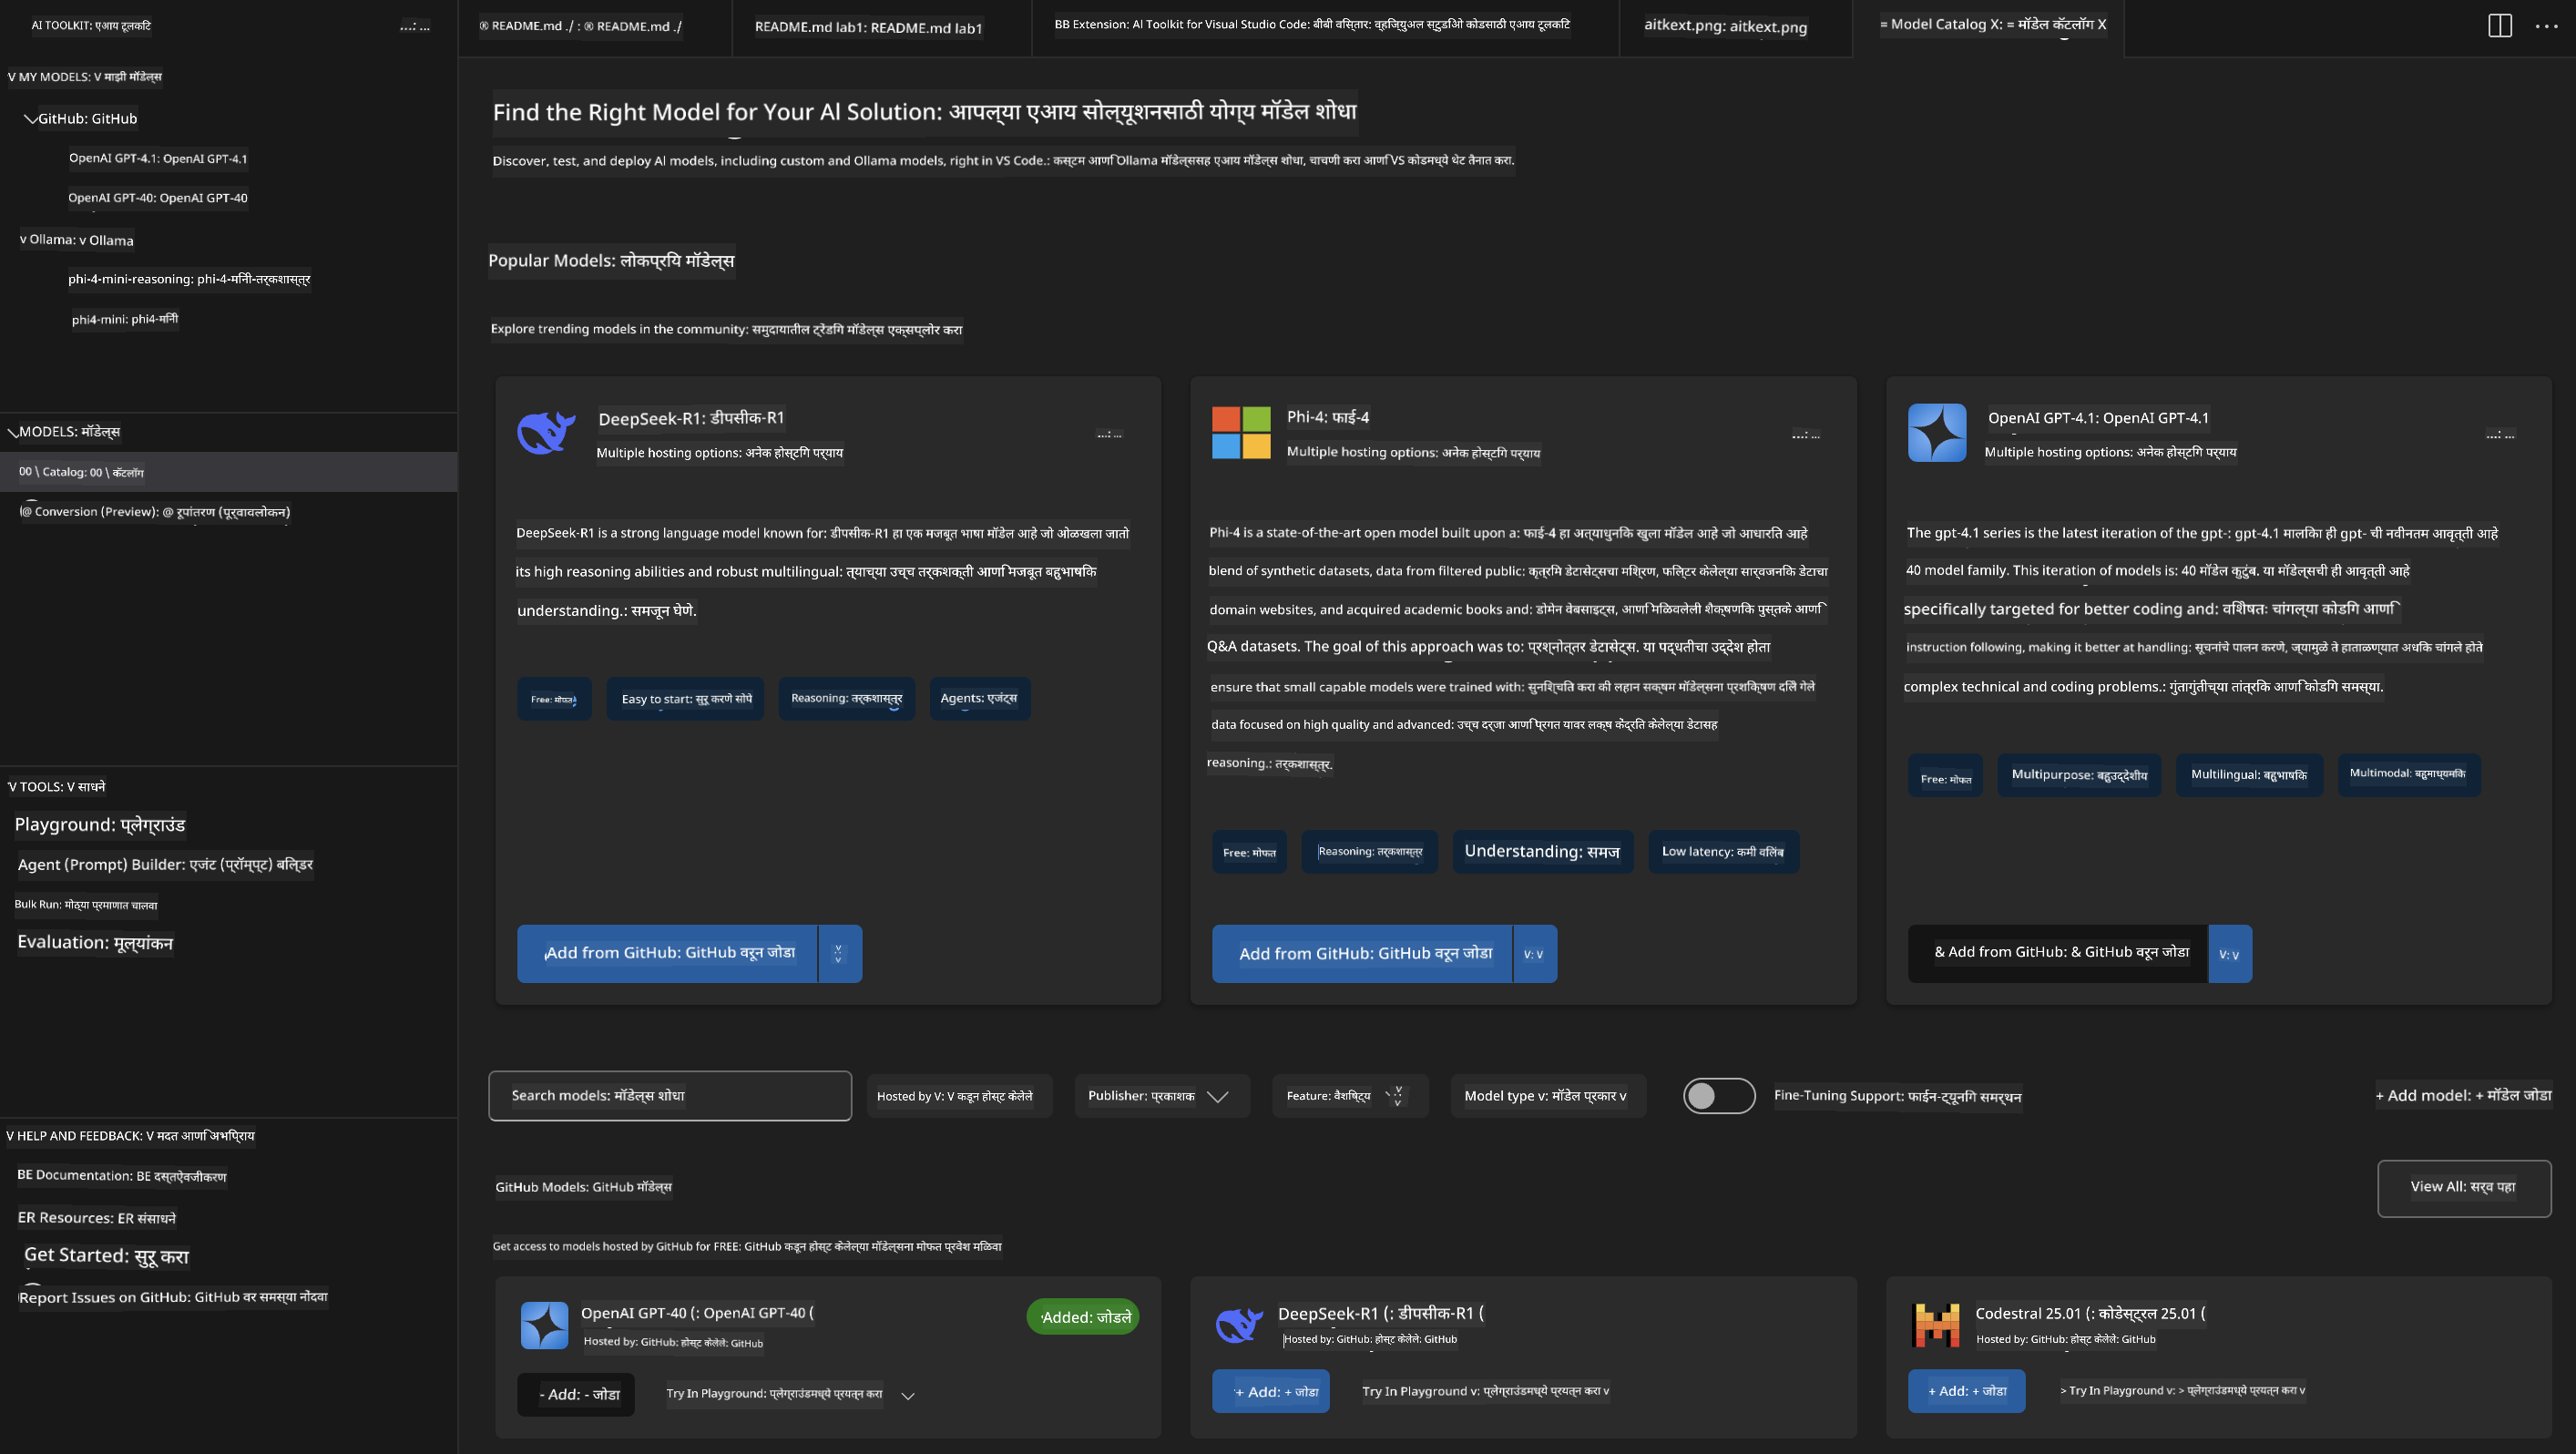 AI TOOLKIT: एआय टूलकिट
...: ...
V MY MODELS: V माझी मॉडेल्स
GitHub: GitHub
OpenAI GPT-4.1: OpenAI GPT-4.1
OpenAI GPT-40: OpenAI GPT-40
v Ollama: v Ollama
phi-4-mini-reasoning: phi-4-मिनी-तर्कशास्त्र
phi4-mini: phi4-मिनी
MODELS: मॉडेल्स
00 \ Catalog: 00 \ कॅटलॉग
@ Conversion (Preview): @ रूपांतरण (पूर्वावलोकन)
V TOOLS: V साधने
Playground: प्लेग्राउंड
Agent (Prompt) Builder: एजंट (प्रॉम्प्ट) बिल्डर
Bulk Run: मोठ्या प्रमाणात चालवा
Evaluation: मूल्यांकन
V HELP AND FEEDBACK: V मदत आणि अभिप्राय
BE Documentation: BE दस्तऐवजीकरण
ER Resources: ER संसाधने
Get Started: सुरू करा
Report Issues on GitHub: GitHub वर समस्या नोंदवा
® README.md ./ : ® README.md ./
README.md lab1: README.md lab1
BB Extension: Al Toolkit for Visual Studio Code: बीबी विस्तार: व्हिज्युअल स्टुडिओ कोडसाठी एआय टूलकिट
aitkext.png: aitkext.png
= Model Catalog X: = मॉडेल कॅटलॉग X
Find the Right Model for Your Al Solution: आपल्या एआय सोल्यूशनसाठी योग्य मॉडेल शोधा
Discover, test, and deploy Al models, including custom and Ollama models, right in VS Code.: कस्टम आणि Ollama मॉडेल्ससह एआय मॉडेल्स शोधा, चाचणी करा आणि VS कोडमध्ये थेट तैनात करा.
Popular Models: लोकप्रिय मॉडेल्स
Explore trending models in the community: समुदायातील ट्रेंडिंग मॉडेल्स एक्सप्लोर करा
DeepSeek-R1: डीपसीक-R1
...: ...
Multiple hosting options: अनेक होस्टिंग पर्याय
DeepSeek-R1 is a strong language model known for: डीपसीक-R1 हा एक मजबूत भाषा मॉडेल आहे जो ओळखला जातो
its high reasoning abilities and robust multilingual: त्याच्या उच्च तर्कशक्ती आणि मजबूत बहुभाषिक
understanding.: समजून घेणे.
Free: मोफत
Easy to start: सुरू करणे सोपे
Reasoning: तर्कशास्त्र
Agents: एजंट्स
Add from GitHub: GitHub वरून जोडा
v: v
Phi-4: फाई-4
...: ...
Multiple hosting options: अनेक होस्टिंग पर्याय
Phi-4 is a state-of-the-art open model built upon a: फाई-4 हा अत्याधुनिक खुला मॉडेल आहे जो आधारित आहे
blend of synthetic datasets, data from filtered public: कृत्रिम डेटासेट्सचा मिश्रण, फिल्टर केलेल्या सार्वजनिक डेटाचा
domain websites, and acquired academic books and: डोमेन वेबसाइट्स, आणि मिळवलेली शैक्षणिक पुस्तके आणि
Q&A datasets. The goal of this approach was to: प्रश्नोत्तर डेटासेट्स. या पद्धतीचा उद्देश होता
ensure that small capable models were trained with: सुनिश्चित करा की लहान सक्षम मॉडेल्सना प्रशिक्षण दिले गेले
data focused on high quality and advanced: उच्च दर्जा आणि प्रगत यावर लक्ष केंद्रित केलेल्या डेटासह
reasoning.: तर्कशास्त्र.
Free: मोफत
Reasoning: तर्कशास्त्र
Understanding: समज
Low latency: कमी विलंब
Add from GitHub: GitHub वरून जोडा
V: V
OpenAI GPT-4.1: OpenAI GPT-4.1
...: ...
Multiple hosting options: अनेक होस्टिंग पर्याय
The gpt-4.1 series is the latest iteration of the gpt-: gpt-4.1 मालिका ही gpt- ची नवीनतम आवृत्ती आहे
40 model family. This iteration of models is: 40 मॉडेल कुटुंब. या मॉडेल्सची ही आवृत्ती आहे
specifically targeted for better coding and: विशेषतः चांगल्या कोडिंग आणि
instruction following, making it better at handling: सूचनांचे पालन करणे, ज्यामुळे ते हाताळण्यात अधिक चांगले होते
complex technical and coding problems.: गुंतागुंतीच्या तांत्रिक आणि कोडिंग समस्या.
Free: मोफत
Multipurpose: बहुउद्देशीय
Multilingual: बहुभाषिक
Multimodal: बहुमाध्यमिक
& Add from GitHub: & GitHub वरून जोडा
V: V
Search models: मॉडेल्स शोधा
Hosted by V: V कडून होस्ट केलेले
Publisher: प्रकाशक
Feature: वैशिष्ट्य
v: v
Model type v: मॉडेल प्रकार v
Fine-Tuning Support: फाईन-ट्यूनिंग समर्थन
+ Add model: + मॉडेल जोडा
GitHub Models: GitHub मॉडेल्स
View All: सर्व पहा
Get access to models hosted by GitHub for FREE: GitHub कडून होस्ट केलेल्या मॉडेल्सना मोफत प्रवेश मिळवा
OpenAI GPT-40 (: OpenAI GPT-40 (
Added: जोडले
Hosted by: GitHub: होस्ट केलेले: GitHub
- Add: - जोडा
Try In Playground: प्लेग्राउंडमध्ये प्रयत्न करा
DeepSeek-R1 (: डीपसीक-R1 (
Hosted by: GitHub: होस्ट केलेले: GitHub
+ Add: + जोडा
Try In Playground v: प्लेग्राउंडमध्ये प्रयत्न करा v
Codestral 25.01 (: कोडेस्ट्रल 25.01 (
Hosted by: GitHub: होस्ट केलेले: GitHub
+ Add: + जोडा
> Try In Playground v: > प्लेग्राउंडमध्ये प्रयत्न करा v